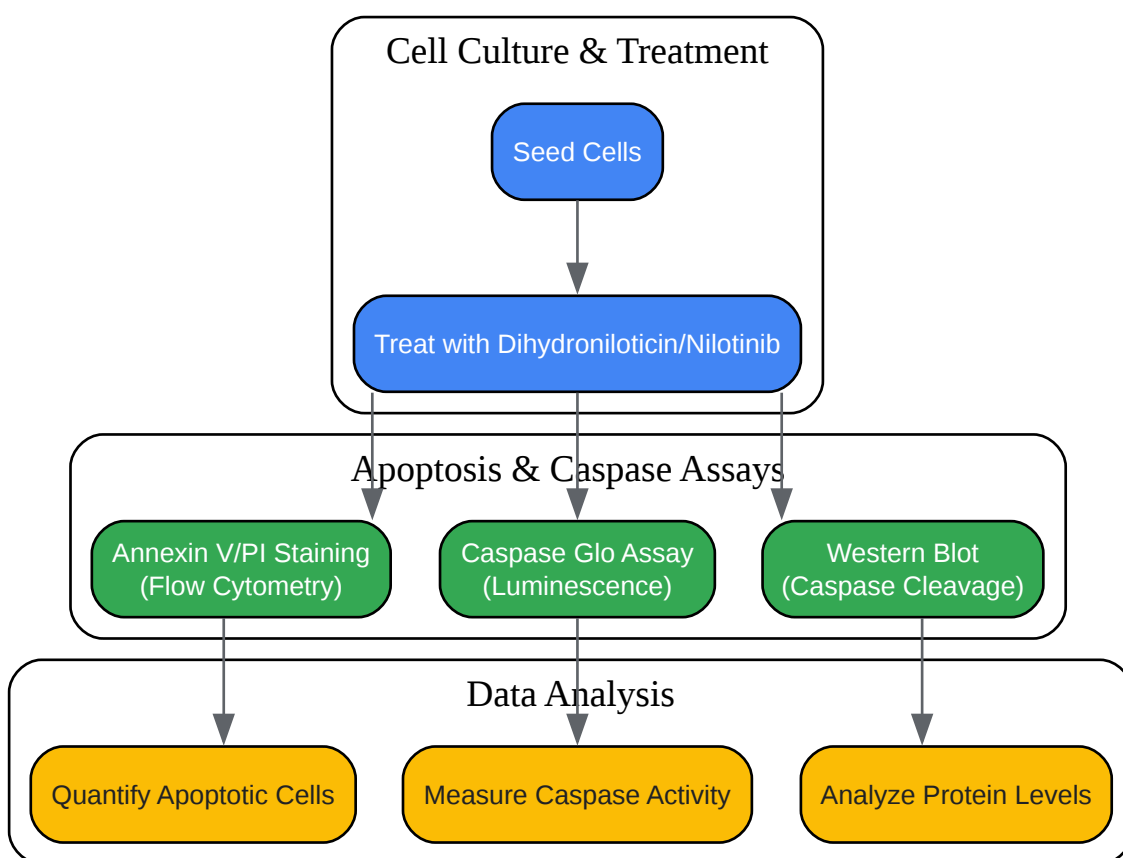 Cell Culture & Treatment
Seed Cells
Treat with Dihydroniloticin/Nilotinib
Apoptosis & Caspase Assays
Annexin V/PI Staining
(Flow Cytometry)
Caspase Glo Assay
(Luminescence)
Western Blot
(Caspase Cleavage)
Data Analysis
Quantify Apoptotic Cells
Measure Caspase Activity
Analyze Protein Levels